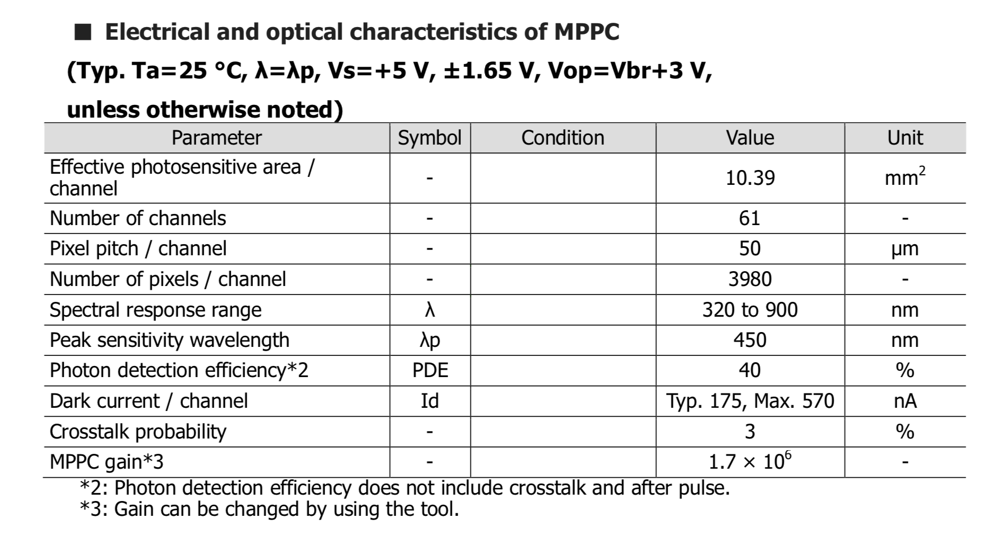 ■ Electrical and optical characteristics of MPPC
(Typ. Ta=25 °C, λ=λp, Vs=+5 V, ±1.65 V, Vop=Vbr+3 V,
unless otherwise noted)
Parameter Symbol Condition Value Unit
Effective photosensitive area /
channel - 10.39 mm²
Number of channels - 61 -
Pixel pitch / channel - 50 μm
Number of pixels / channel - 3980 -
Spectral response range λ 320 to 900 nm
Peak sensitivity wavelength λp 450 nm
Photon detection efficiency*2 PDE 40 %
Dark current / channel Id Typ. 175, Max. 570 nA
Crosstalk probability - 3 %
MPPC gain*3 - 1.7 × 10⁶ -
*2: Photon detection efficiency does not include crosstalk and after pulse.
*3: Gain can be changed by using the tool.